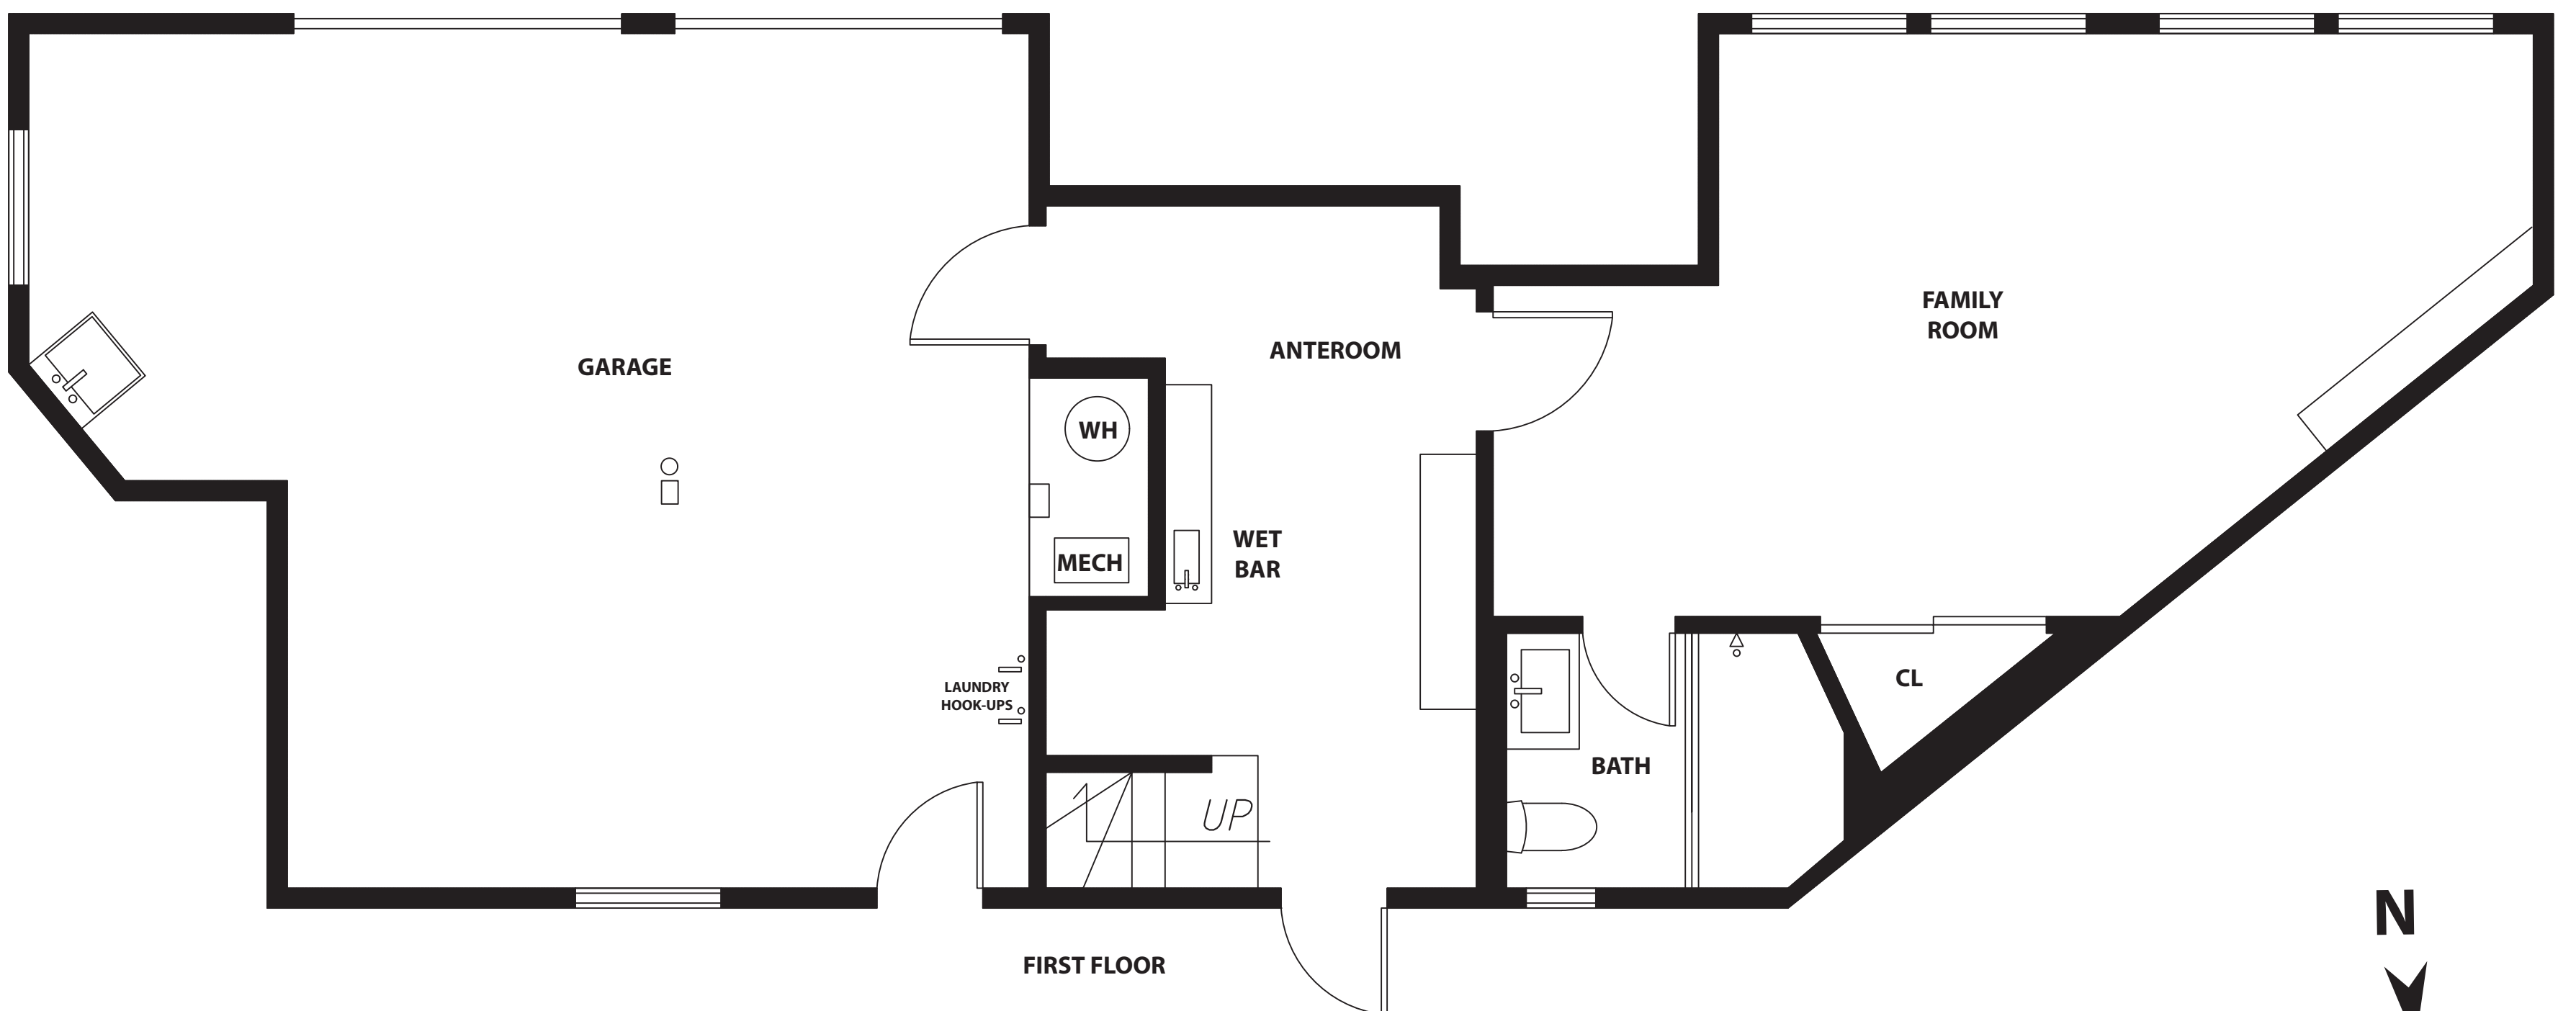 FAMILY
ROOM
ANTEROOM
GARAGE
WH
WET
BAR
MECH
LAUNDRY
HOOK-UPS
CL
BATH
UP
N
FIRST FLOOR